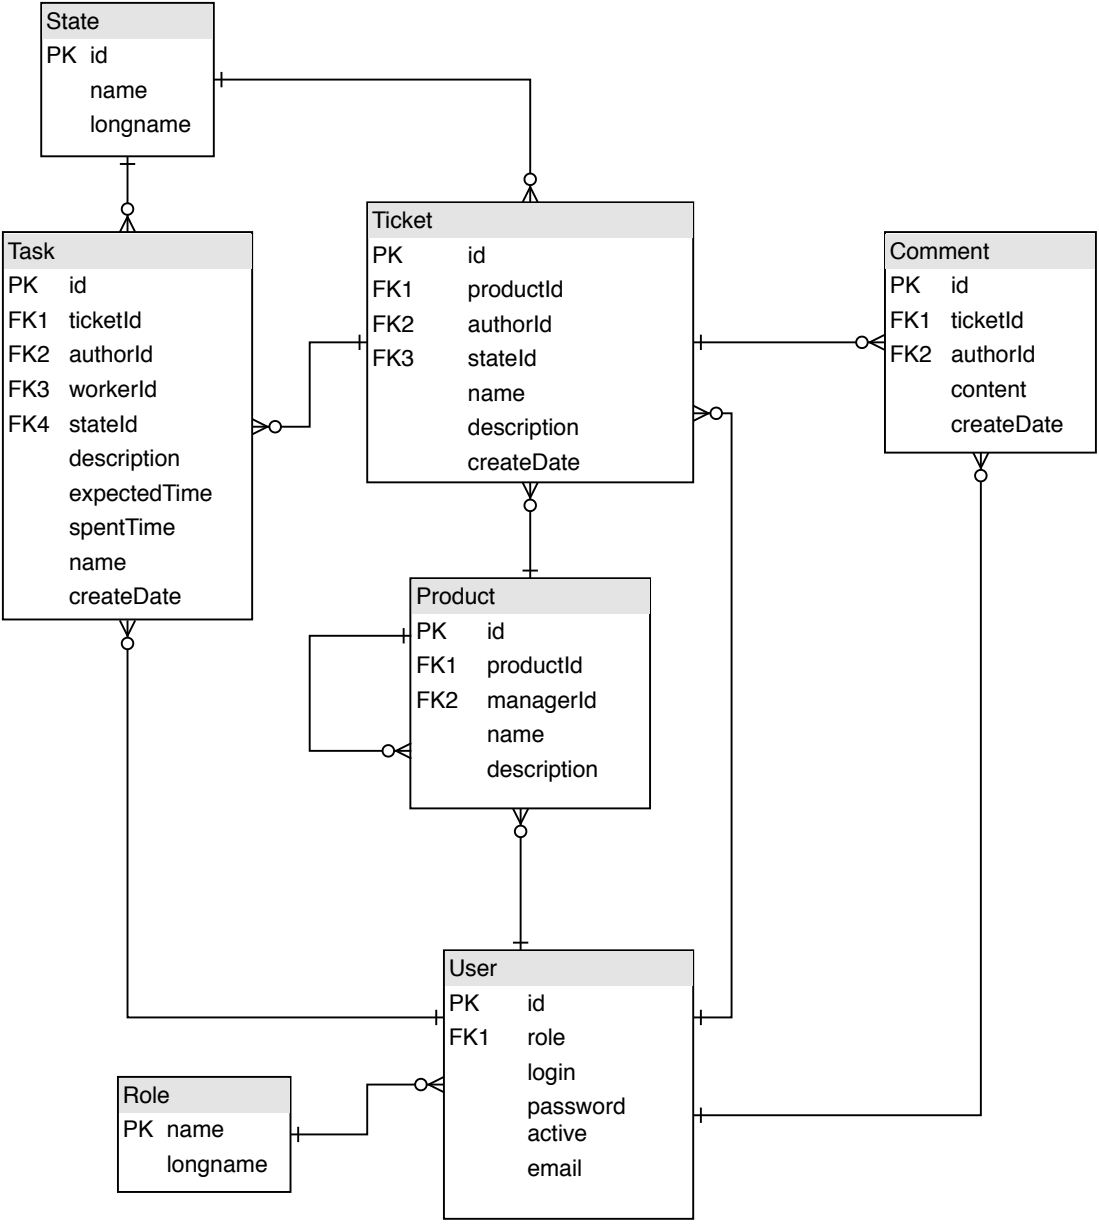 State
PK id
name
longname
Ticket
PK id
FK1 productId
FK2 authorId
FK3 stateId
name
description
createDate
Task
PK id
FK1 ticketId
FK2 authorId
FK3 workerId
FK4 stateId
description
expectedTime
spentTime
name
createDate
Comment
PK id
FK1 ticketId
FK2 authorId
content
createDate
Product
PK id
FK1 productId
FK2 managerId
name
description
User
PK id
FK1 role
login
password
active
email
Role
PK name
longname